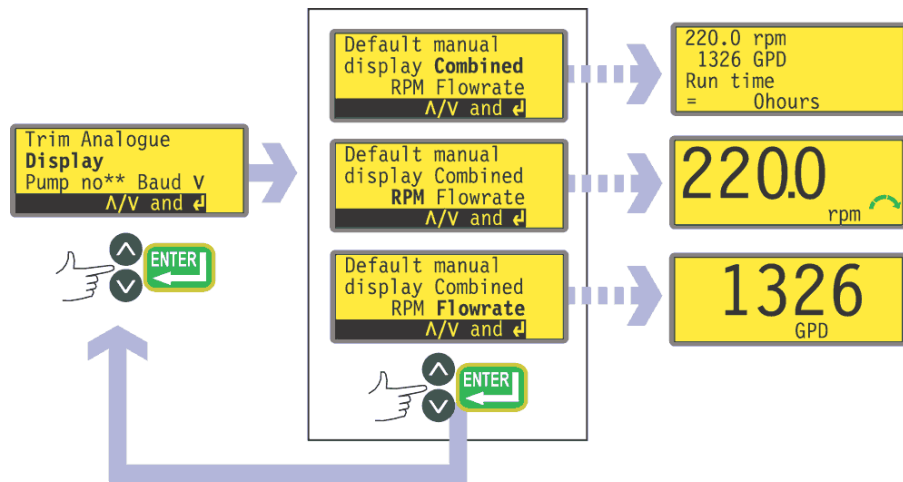 Trim Analogue
Display
Pump no** Baud V
Λ/V and ↲
ENTER
Default manual
display Combined
RPM Flowrate
Λ/V and ↲
Default manual
display Combined
RPM Flowrate
Λ/V and ↲
Default manual
display Combined
RPM Flowrate
Λ/V and ↲
ENTER
220.0 rpm
1326 GPD
Run time
= 0hours
220.0
rpm
1326
GPD